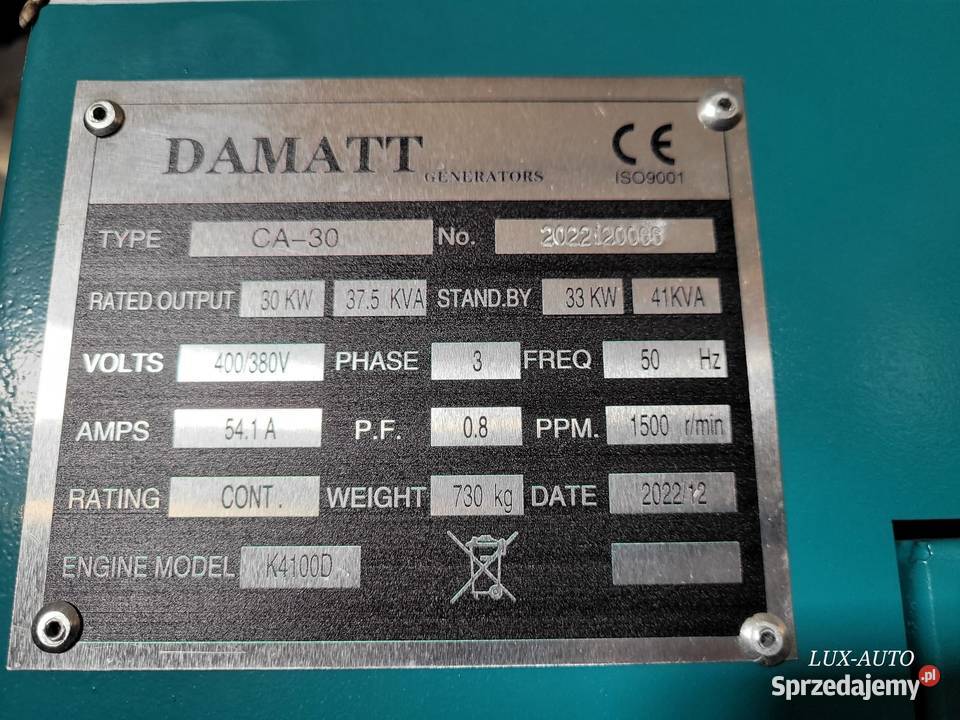 DAMATT GENERATORS
CE
ISO9001
TYPE CA-30 No.
RATED OUTPUT 30 KW 37.5 KVA STAND.BY 33 KW 41KVA
VOLTS 400/380V PHASE 3 FREQ 50 Hz
AMPS 54.1 A P.F. 0.8 PPM. 1500 r/min
RATING CONT. WEIGHT 730 kg DATE 2022/12
ENGINE MODEL K4100D
LUX-AUTO
Sprzedajemy.pl